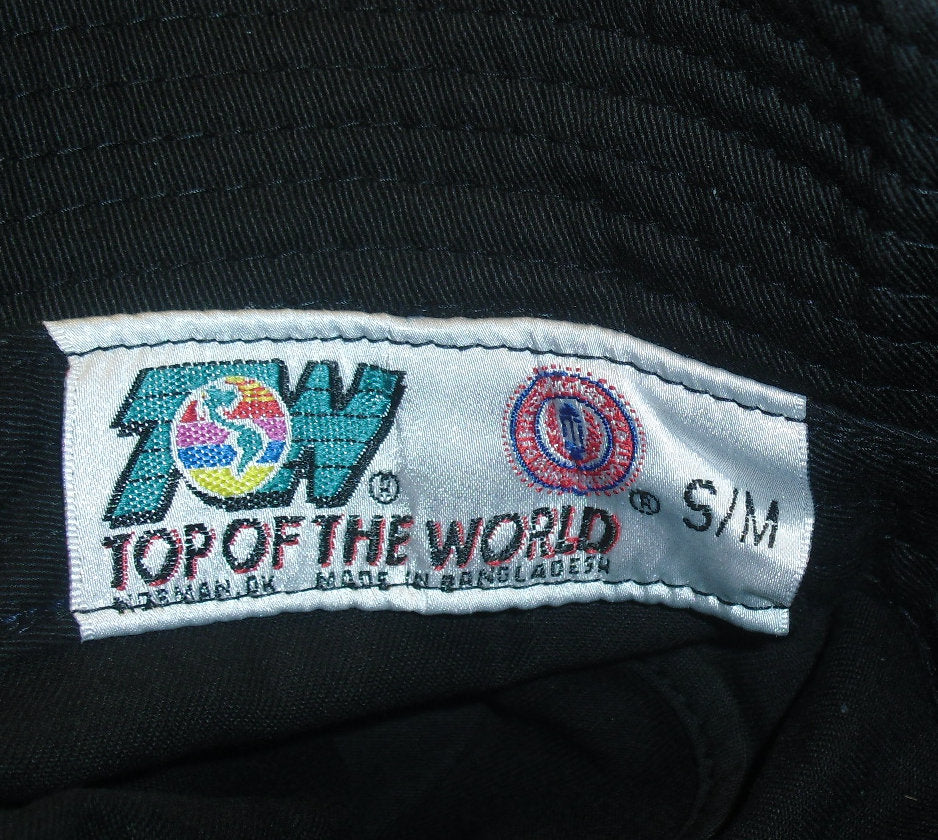 TOW®
TOP OF THE WORLD ® S/M
NORMAN, OK MADE IN BANGLADESH